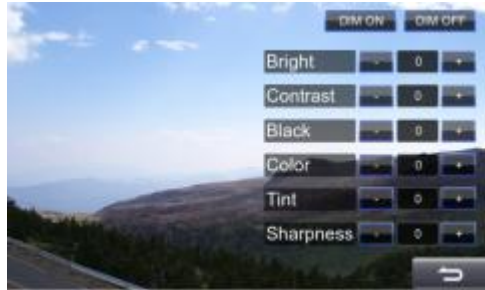 DIM ON DIM OFF
Bright - 0 +
Contrast - 0 +
Black - 0 +
Color - 0 +
Tint - 0 +
Sharpness - 0 +